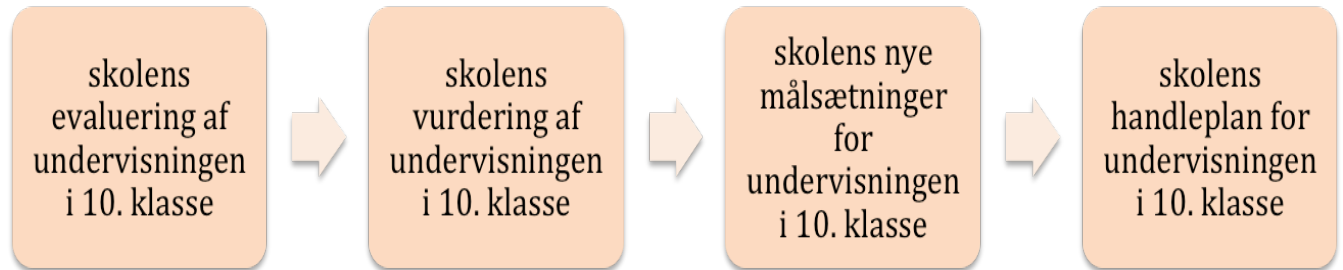 skolens
evaluering af
undervisningen
i 10. klasse
skolens
vurdering af
undervisningen
i 10. klasse
skolens nye
målsætninger
for
undervisningen
i 10. klasse
skolens
handleplan for
undervisningen
i 10. klasse